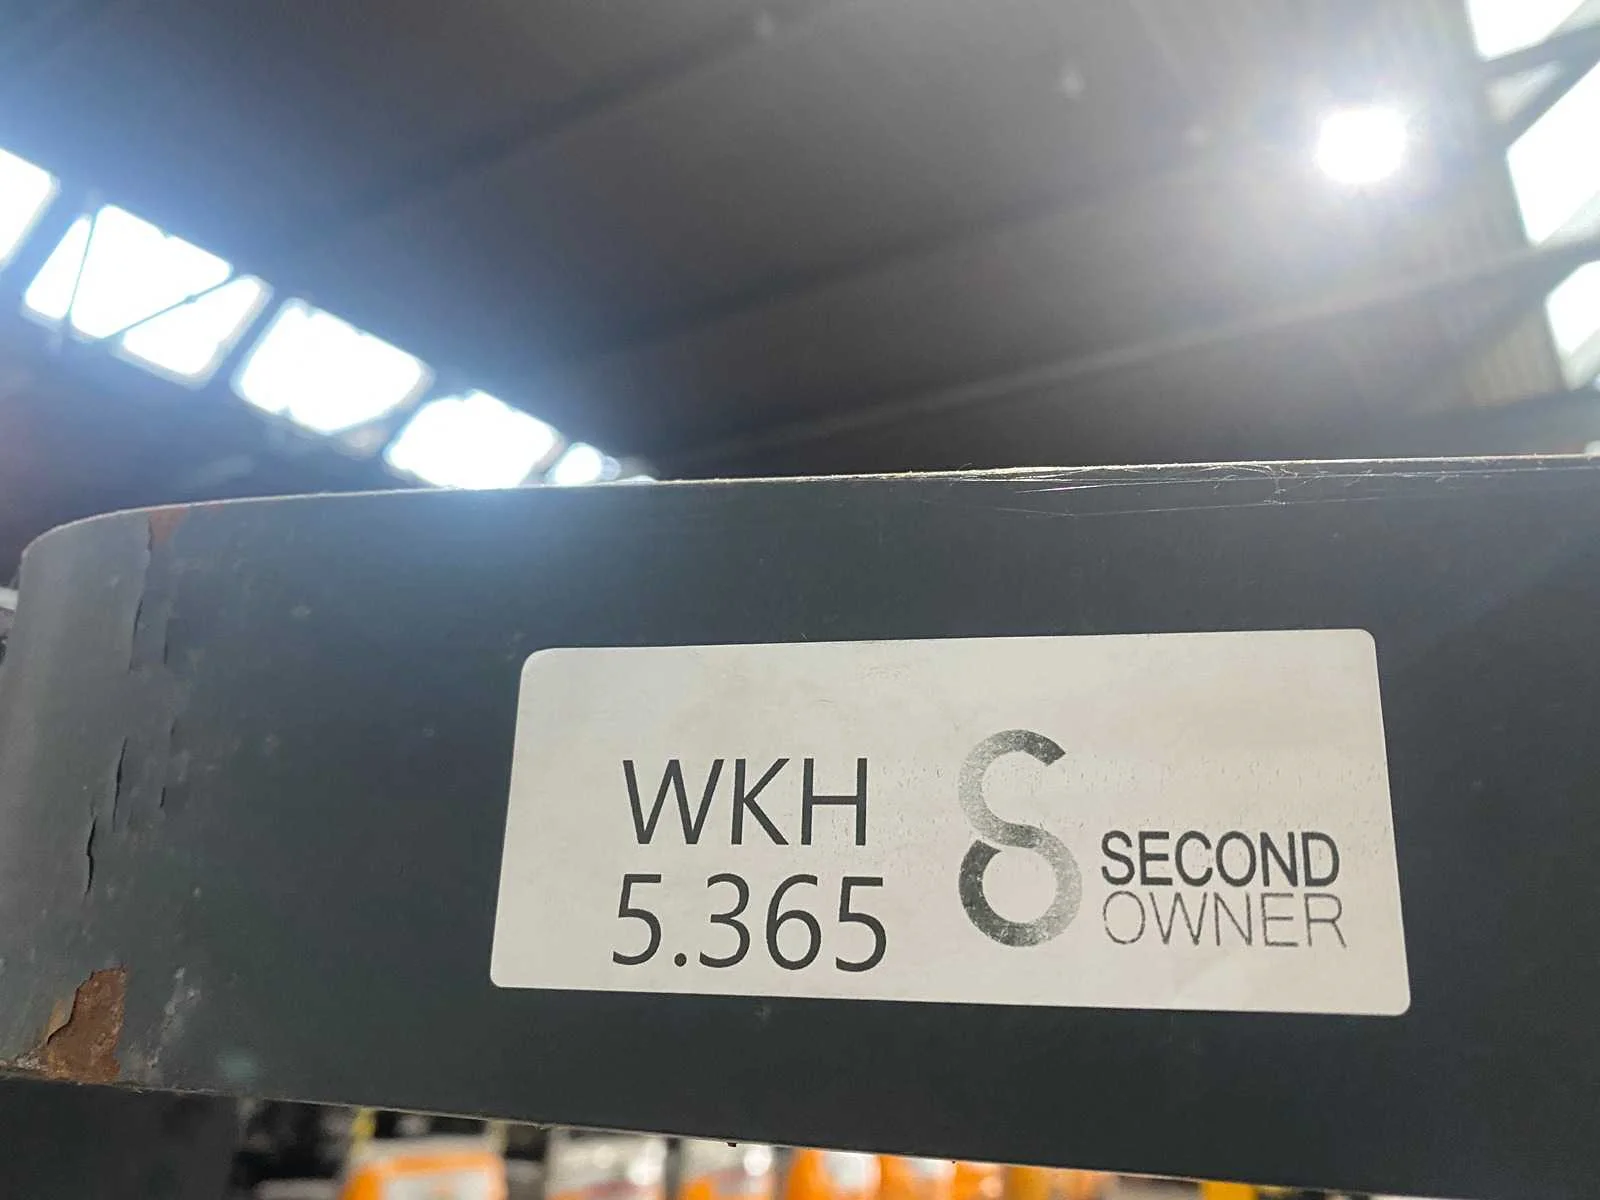 WKH
5.365
SECOND
OWNER